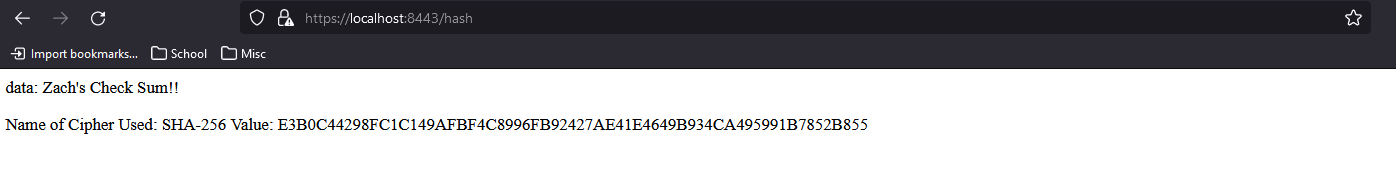 https://localhost:8443/hash
Import bookmarks... School Misc
data: Zach's Check Sum!!
Name of Cipher Used: SHA-256 Value: E3B0C44298FC1C149AFBF4C8996FB92427AE41E4649B934CA495991B7852B855